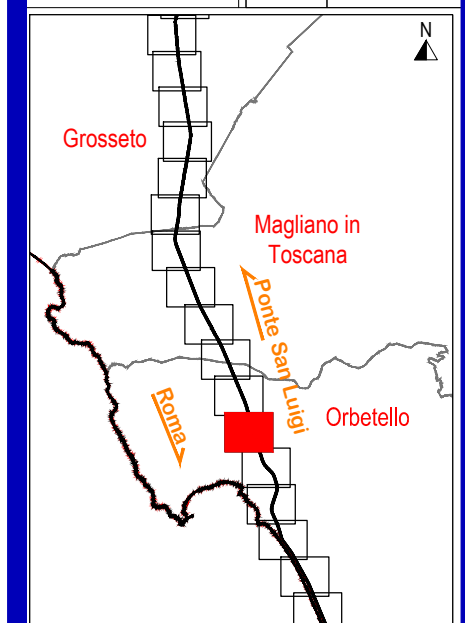 N
Grosseto
Magliano in
Toscana
Ponte San Luigi
Roma
Orbetello